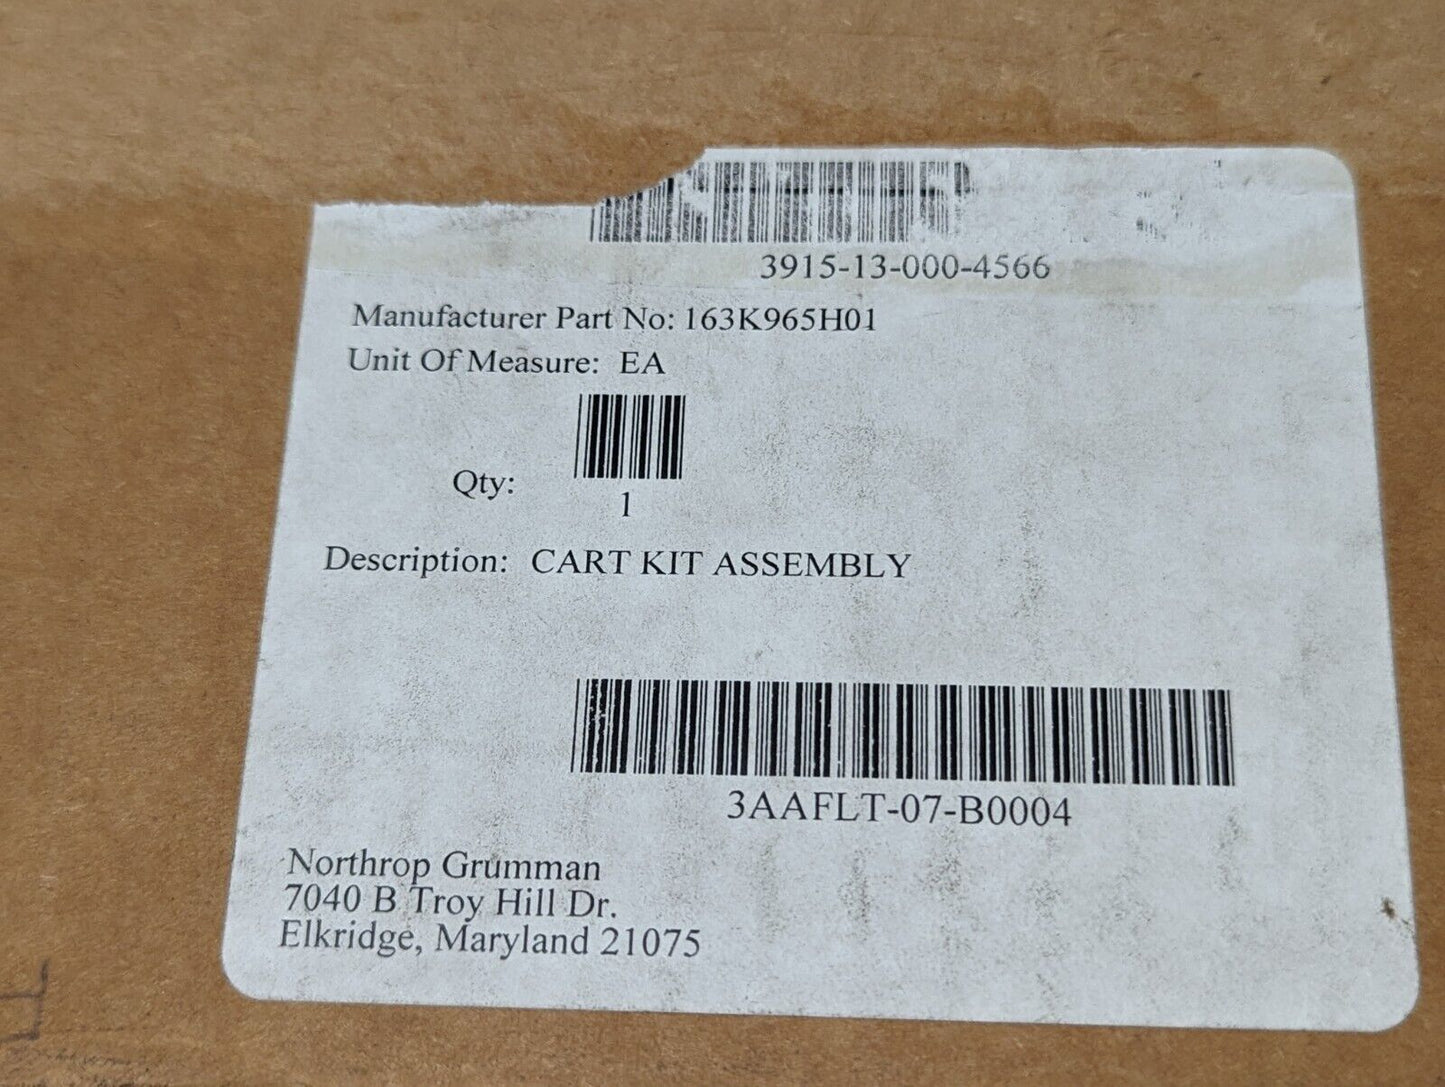 3915-13-000-4566
Manufacturer Part No: 163K965H01
Unit Of Measure: EA
Qty:
1
Description: CART KIT ASSEMBLY
3AAFLT-07-B0004
Northrop Grumman
7040 B Troy Hill Dr.
Elkridge, Maryland 21075